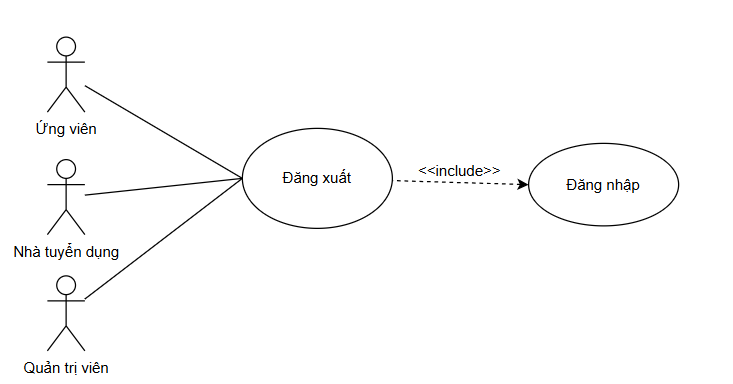 Ứng viên
Đăng xuất
<<include>>
Đăng nhập
Nhà tuyển dụng
Quản trị viên